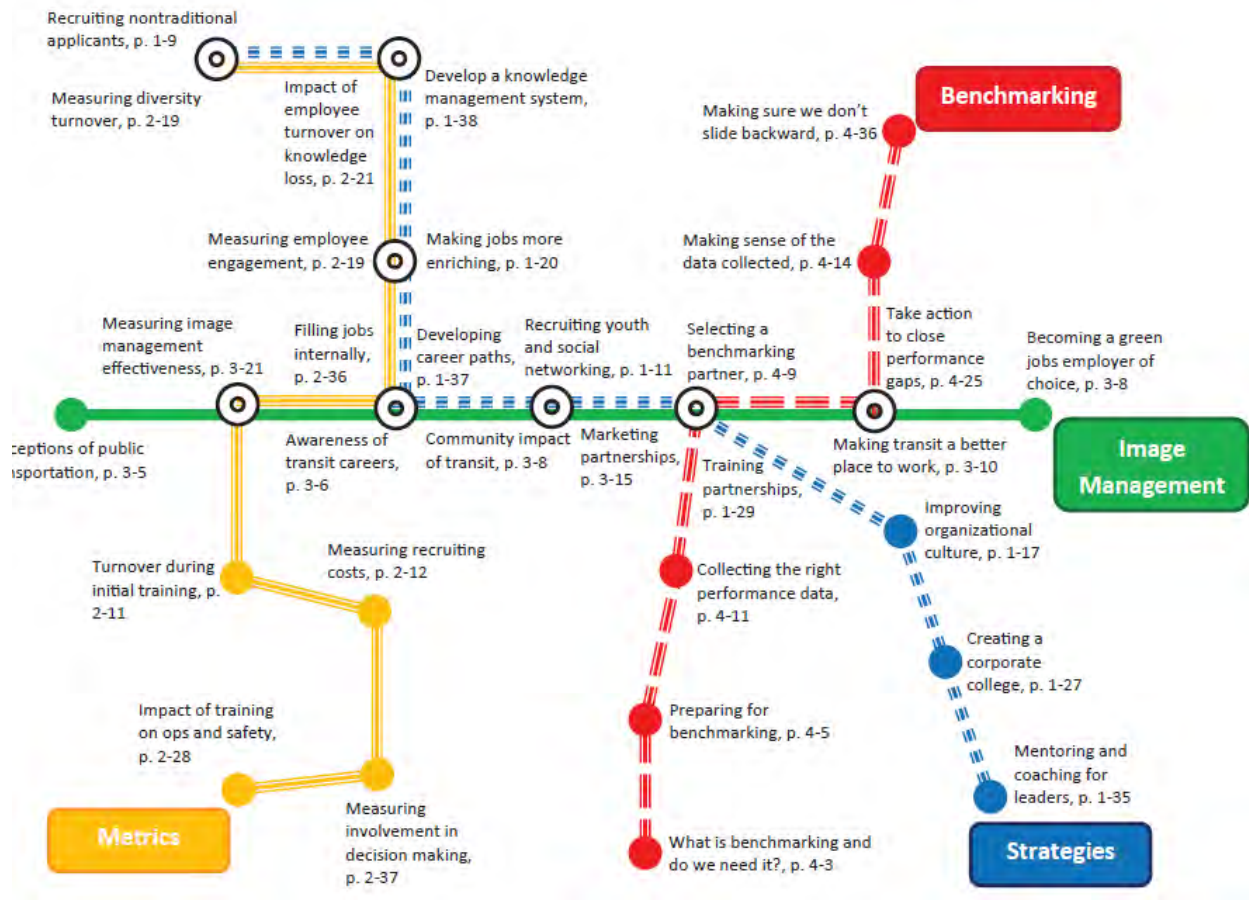 Recruiting nontraditional
applicants, p. 1-9
Measuring diversity
turnover, p. 2-19
Impact of
employee
turnover on
knowledge
loss, p. 2-21
Develop a knowledge
management system,
p. 1-38
Making sure we don't
slide backward, p. 4-36
Benchmarking
Measuring employee
engagement, p. 2-19
Making jobs more
enriching, p. 1-20
Making sense of the
data collected, p. 4-14
Measuring image
management
effectiveness, p. 3-21
Filling jobs
internally,
p. 2-36
Developing
career paths,
p. 1-37
Recruiting youth
and social
networking, p. 1-11
Selecting a
benchmarking
partner, p. 4-9
Take action
to close
performance
gaps, p. 4-25
Becoming a green
jobs employer of
choice, p. 3-8
ceptions of public
nsportation, p. 3-5
Awareness of
transit careers,
p. 3-6
Community impact
of transit, p. 3-8
Marketing
partnerships,
p. 3-15
Training
partnerships,
p. 1-29
Making transit a better
place to work, p. 3-10
Image
Management
Improving
organizational
culture, p. 1-17
Turnover during
initial training, p.
2-11
Measuring recruiting
costs, p. 2-12
Collecting the right
performance data,
p. 4-11
Creating a
corporate
college, p. 1-27
Impact of training
on ops and safety,
p. 2-28
Preparing for
benchmarking, p. 4-5
Mentoring and
coaching for
leaders, p. 1-35
Metrics
Measuring
involvement in
decision making,
p. 2-37
What is benchmarking and
do we need it?, p. 4-3
Strategies